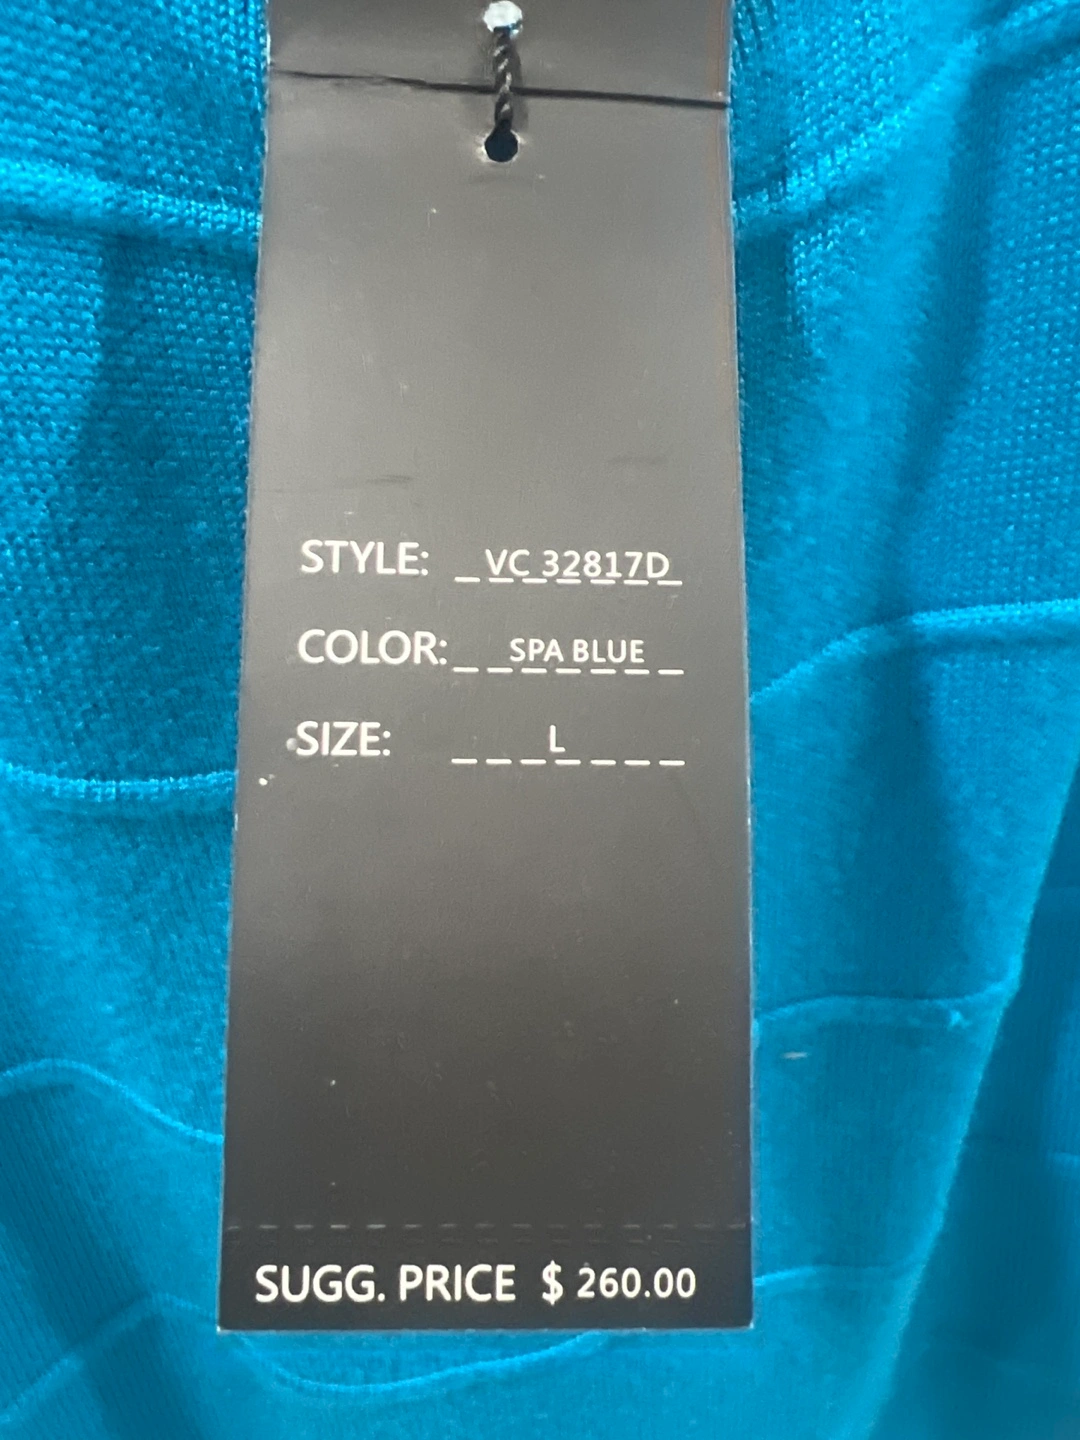 STYLE: VC 32817D
COLOR: SPA BLUE
SIZE: L
SUGG. PRICE $ 260.00